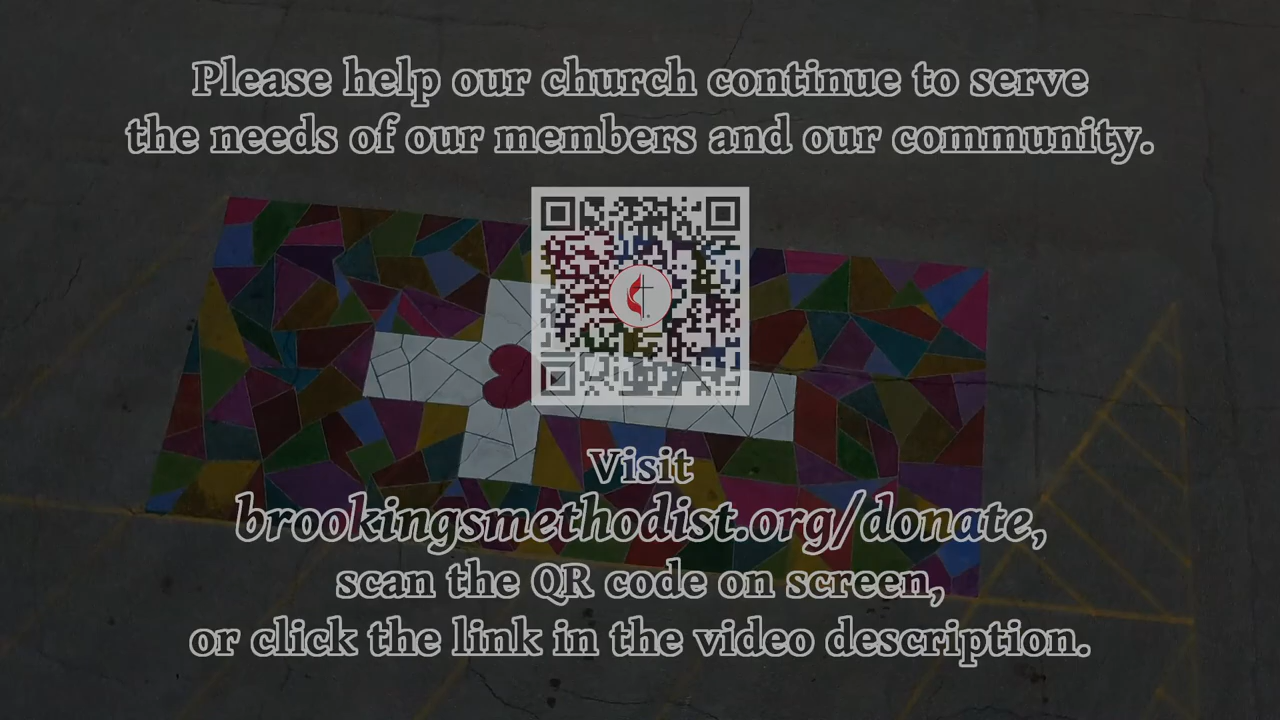 Please help our church continue to serve
the needs of our members and our community.
Visit
brookingsmethodist.org/donate,
scan the QR code on screen,
or click the link in the video description.